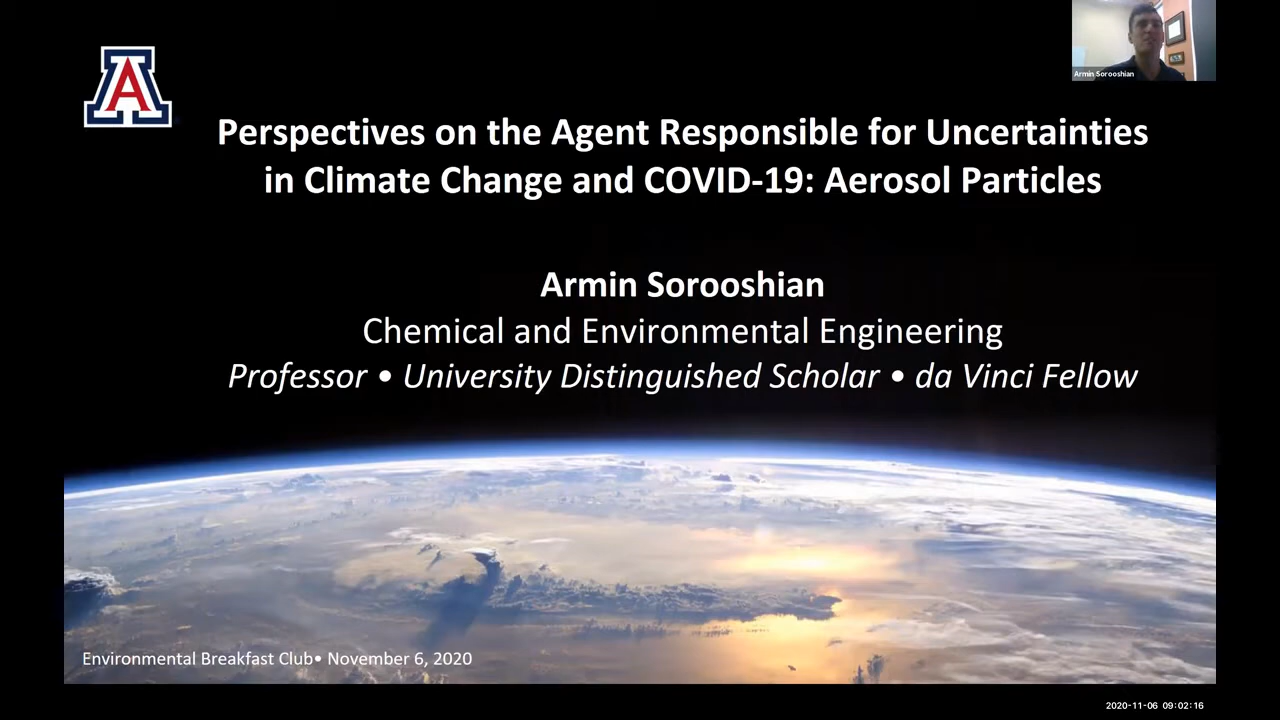 Armin Sorooshian
A
Perspectives on the Agent Responsible for Uncertainties
in Climate Change and COVID-19: Aerosol Particles
Armin Sorooshian
Chemical and Environmental Engineering
Professor • University Distinguished Scholar • da Vinci Fellow
Environmental Breakfast Club• November 6, 2020
2020-11-06 09:02:16